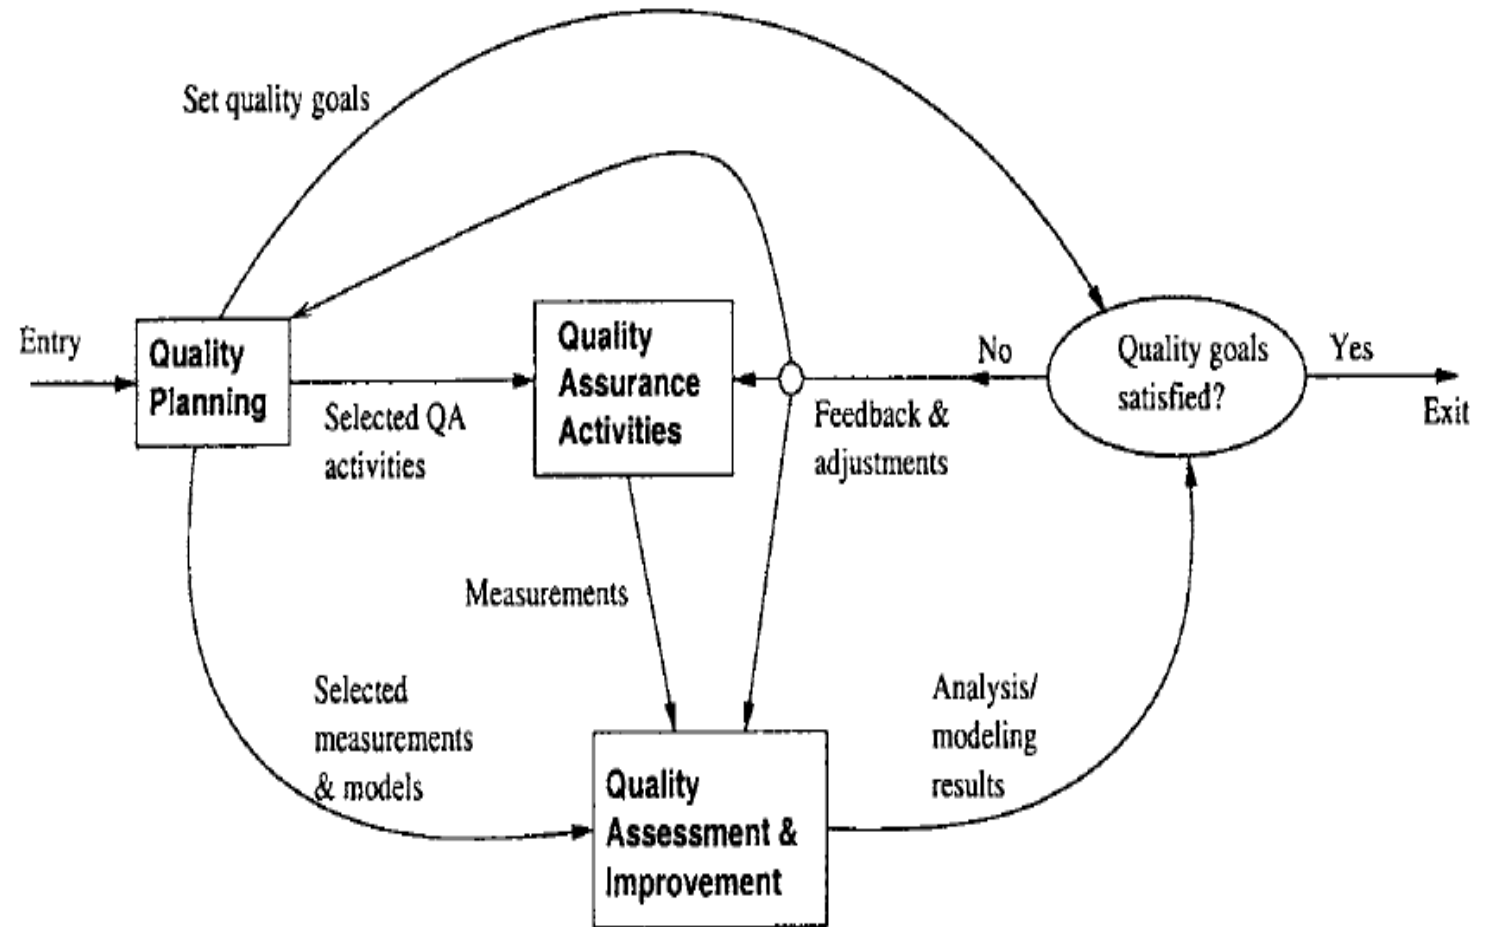 Set quality goals
Entry
Quality
Planning
Selected QA
activities
Quality
Assurance
Activities
No
Feedback &
adjustments
Quality goals
satisfied?
Yes
Exit
Measurements
Selected
measurements
& models
Analysis/
modeling
results
Quality
Assessment &
Improvement